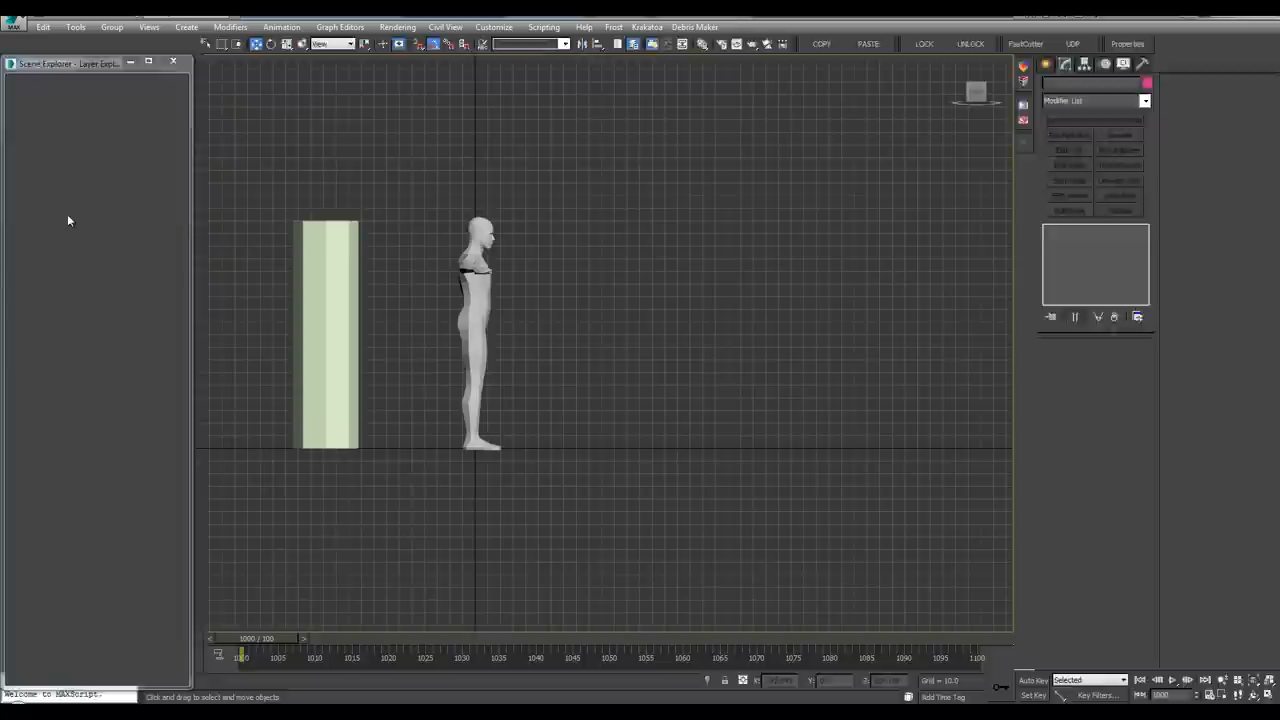 Edit Tools Group Views Create Modifiers Animation Graph Editors Rendering Civil View Customize Scripting Help Frost Krakatoa Debris Maker
View COPY PASTE LOCK UNLOCK FastCutter UDP Properties
Scene Explorer - Layer Expl...
MAX
Modifier List
1000 / 100
1005 1010 1015 1020 1025 1030 1035 1040 1045 1050 1055 1060 1065 1070 1075 1080 1085 1090 1095 1100
X: Y: Z: Grid = 10.0
Auto Key Selected
Welcome to MAXScript. Click and drag to select and move objects Add Time Tag
Set Key Key Filters... 1000